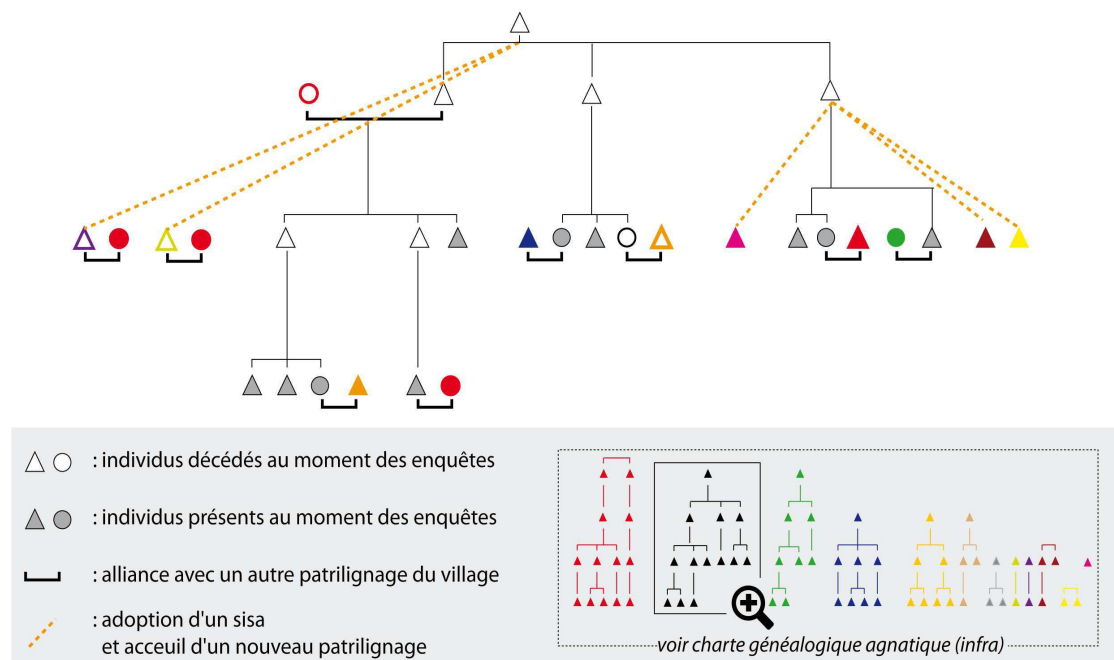 : individus décédés au moment des enquêtes
: individus présents au moment des enquêtes
: alliance avec un autre patrilignage du village
: adoption d'un sisa
et acceuil d'un nouveau patrilignage
voir charte généalogique agnatique (infra)